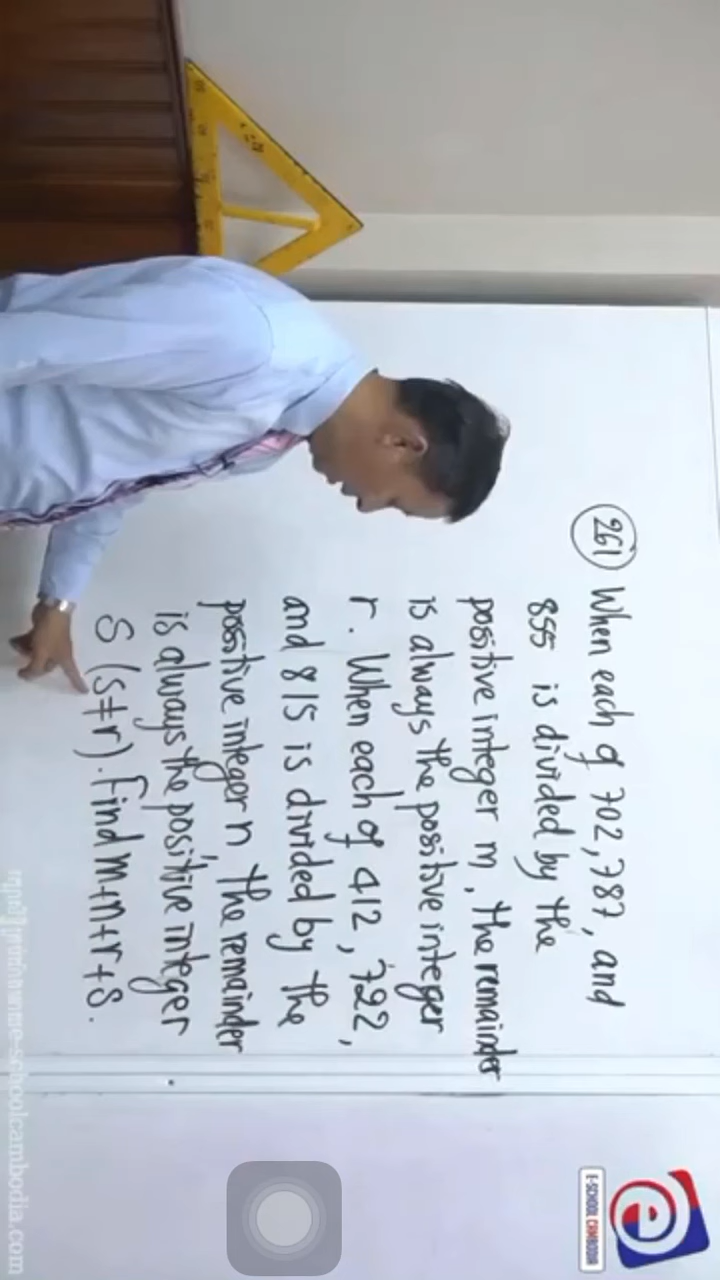 261 When each of 702, 787, and
855 is divided by the
positive integer m, the remainder
is always the positive integer
r. When each of 412, 722,
and 815 is divided by the
positive integer n the remainder
is always the positive integer
S (s≠r). find m+n+r+s.
E-SCHOOL CAMBODIA
e